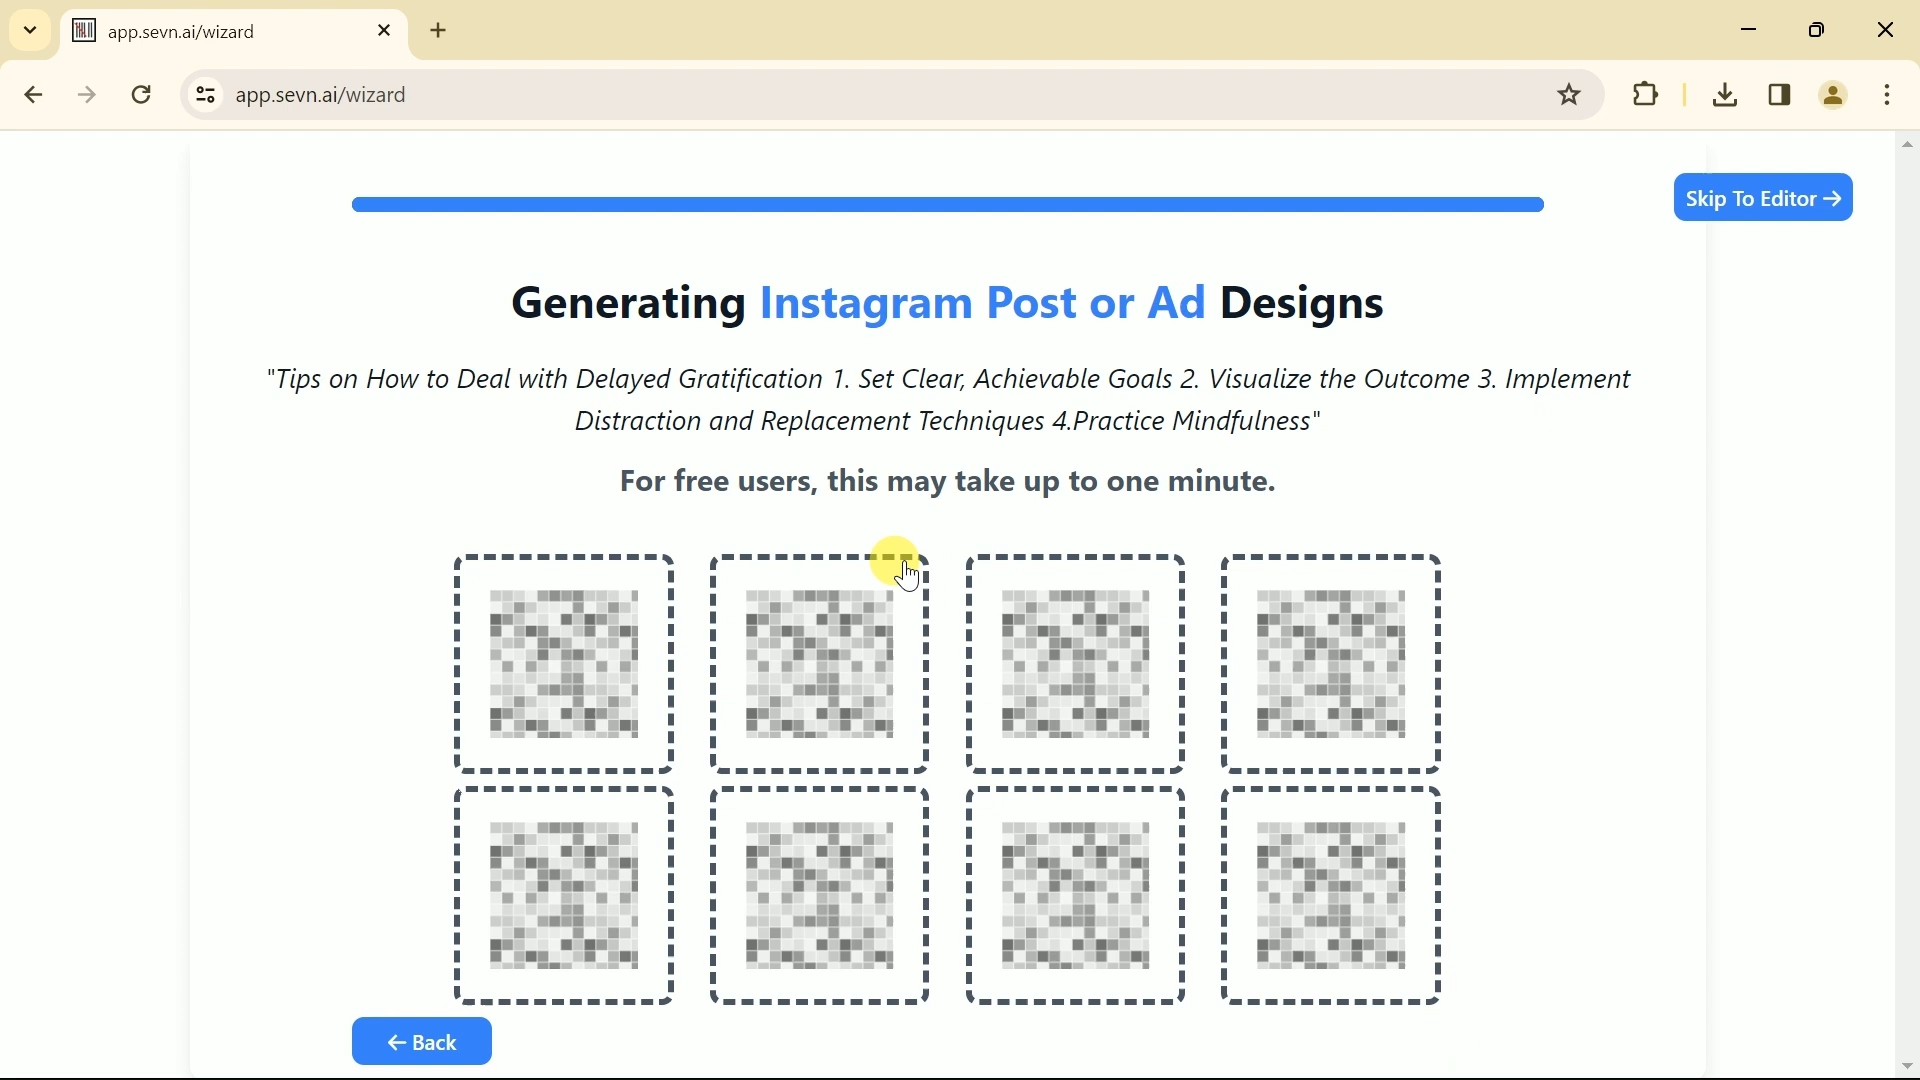 app.sevn.ai/wizard
app.sevn.ai/wizard
Skip To Editor →
Generating Instagram Post or Ad Designs
"Tips on How to Deal with Delayed Gratification 1. Set Clear, Achievable Goals 2. Visualize the Outcome 3. Implement
Distraction and Replacement Techniques 4.Practice Mindfulness"
For free users, this may take up to one minute.
← Back